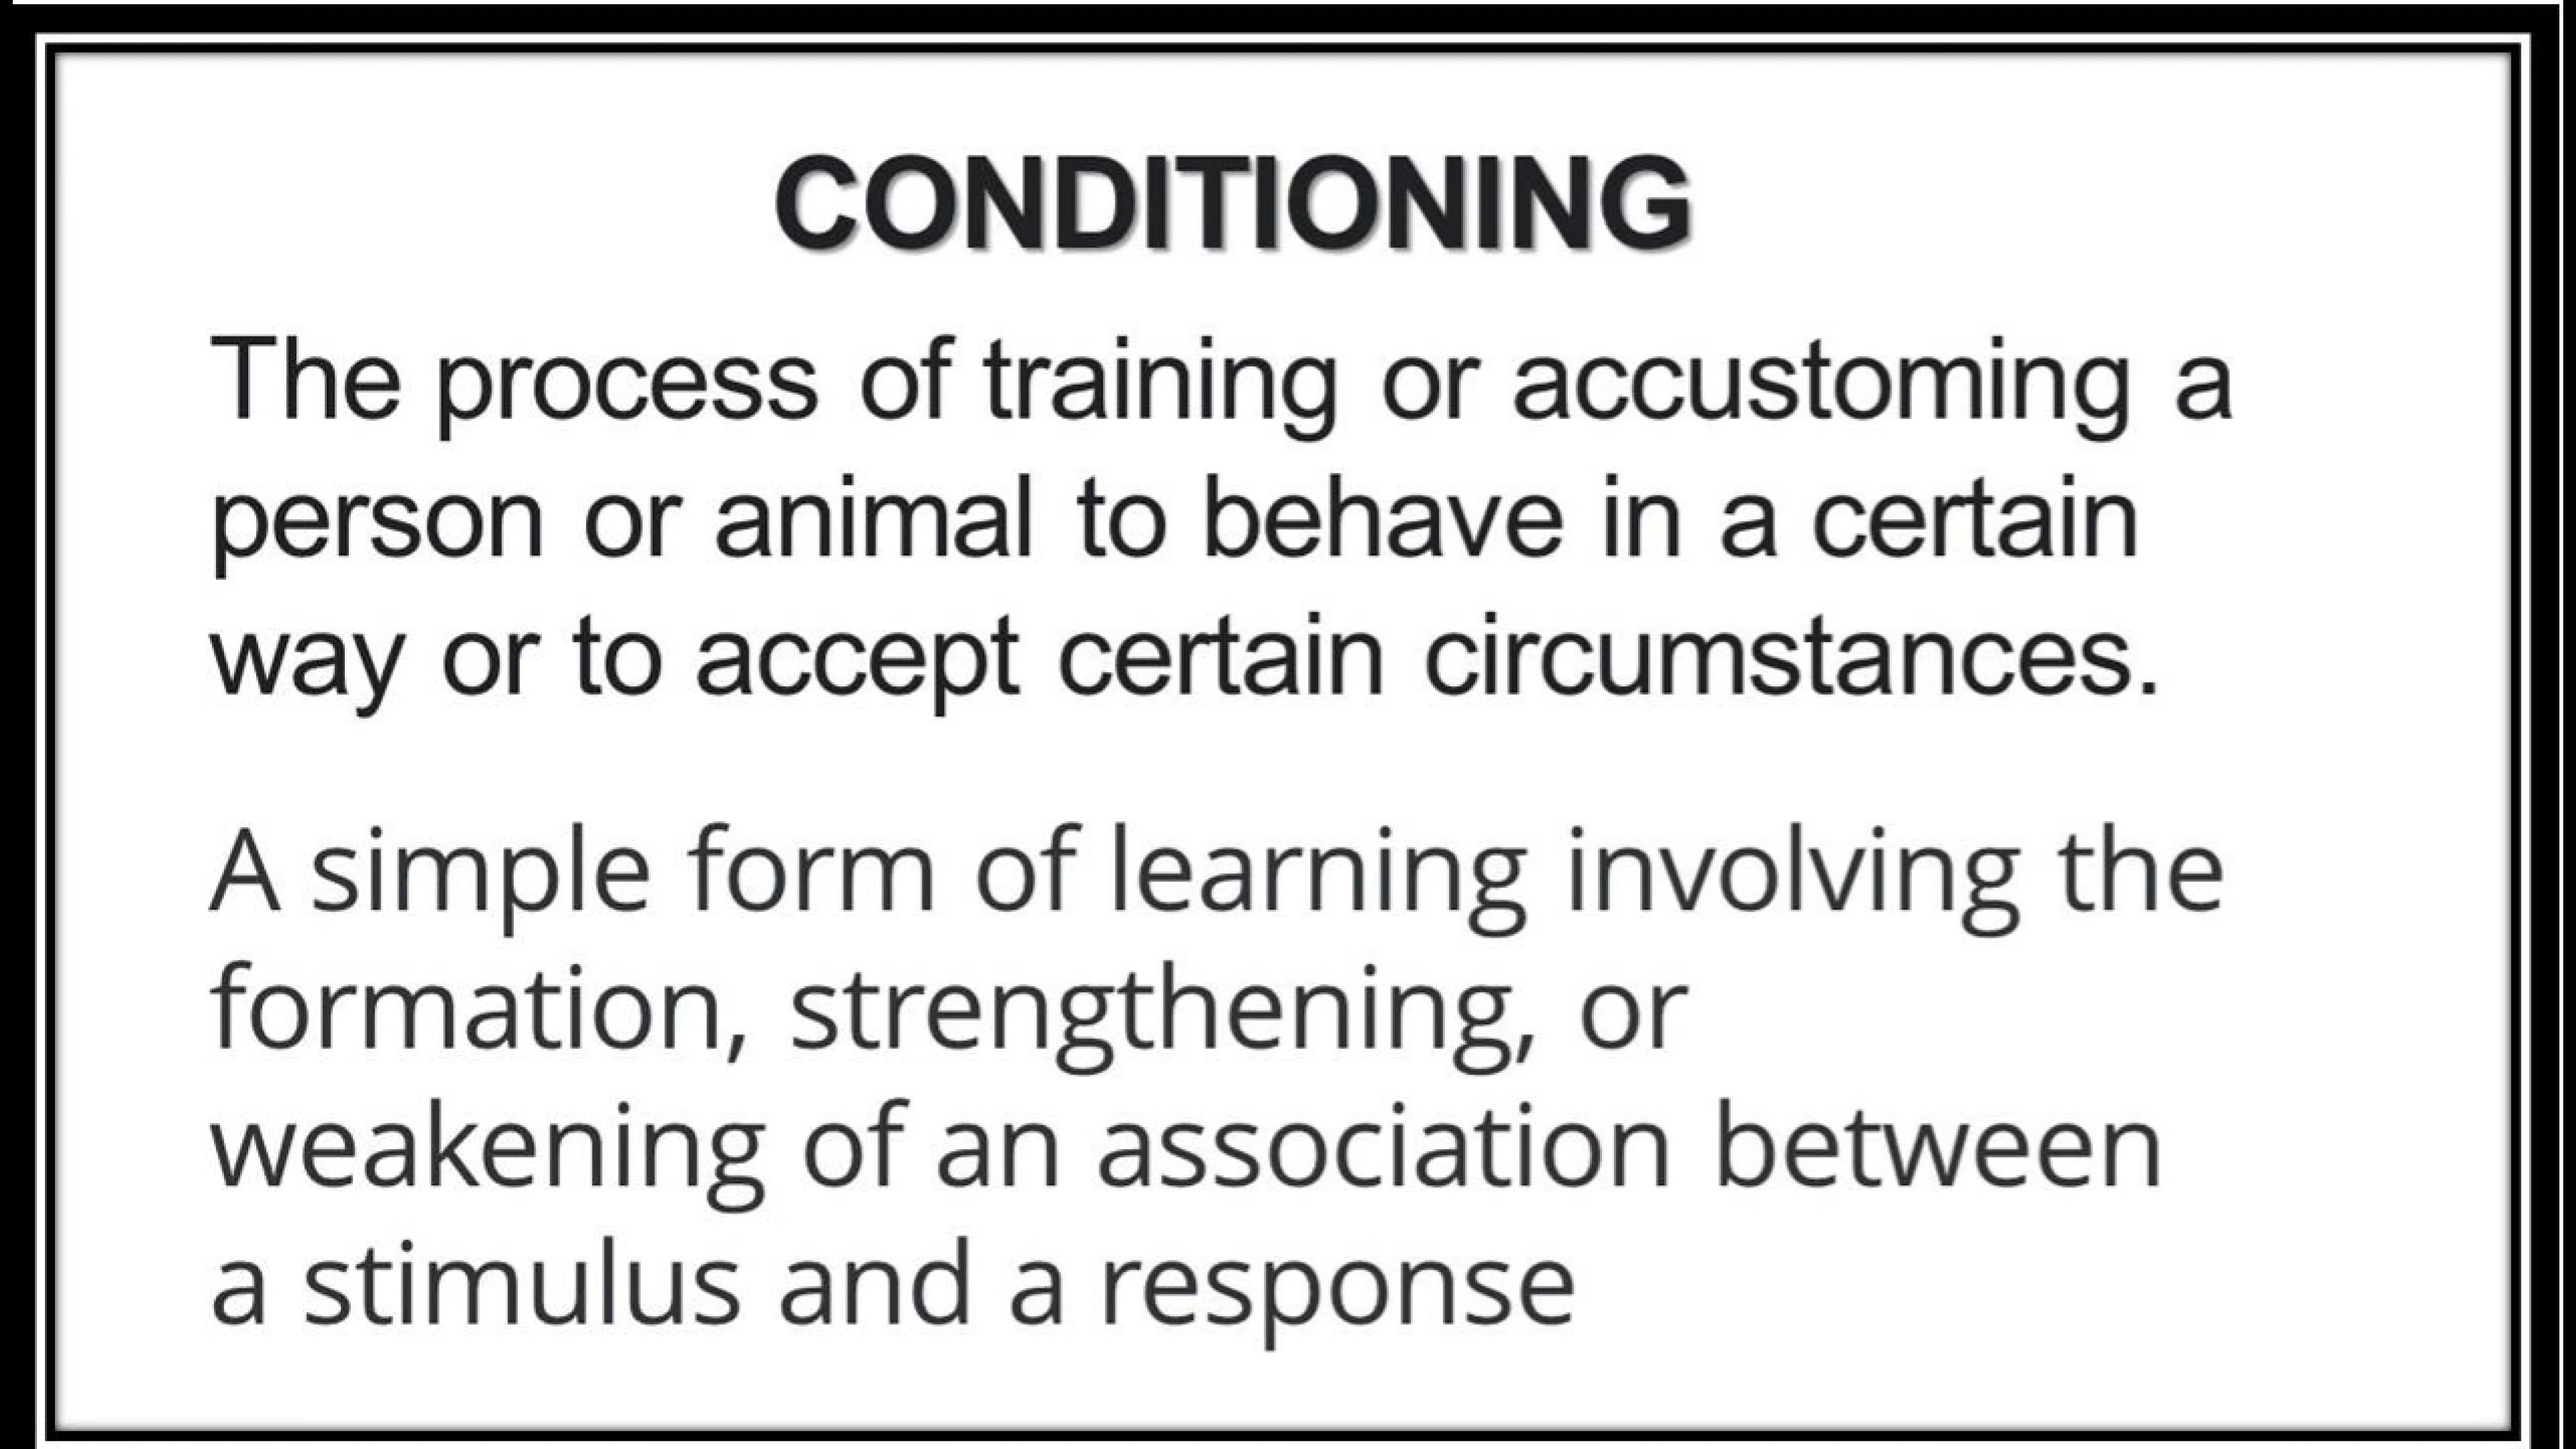 CONDITIONING
The process of training or accustoming a
person or animal to behave in a certain
way or to accept certain circumstances.
A simple form of learning involving the
formation, strengthening, or
weakening of an association between
a stimulus and a response